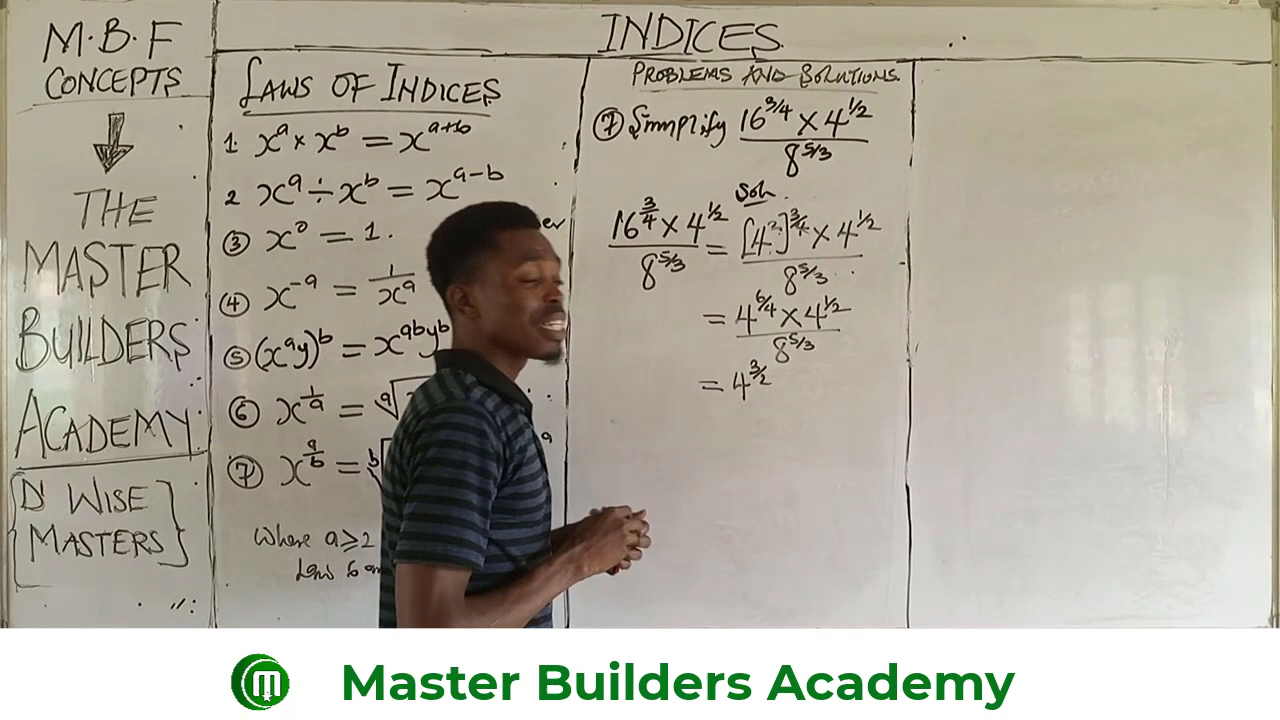 M.B.F
CONCEPTS
THE
MASTER
BUILDERS
ACADEMY
D' WISE
MASTERS
INDICES
LAWS OF INDICES
1. x^a × x^b = x^{a+b}
2 x^a ÷ x^b = x^{a-b}
③ x^0 = 1.
④ x^{-a} = 1/x^a
⑤ (x^a y)^b = x^{ab} y^b
⑥ x^{1/a} = a√
⑦ x^{a/b} = b√
Where a ≥ 2
PROBLEMS AND SOLUTIONS.
⑦ Simmplify 16^{3/4} × 4^{1/2} / 8^{5/3}
Soln.
16^{3/4} × 4^{1/2} / 8^{5/3} = [4^2]^{3/4} × 4^{1/2} / 8^{5/3}
= 4^{6/4} × 4^{1/2} / 8^{5/3}
= 4^{3/2}
Master Builders Academy